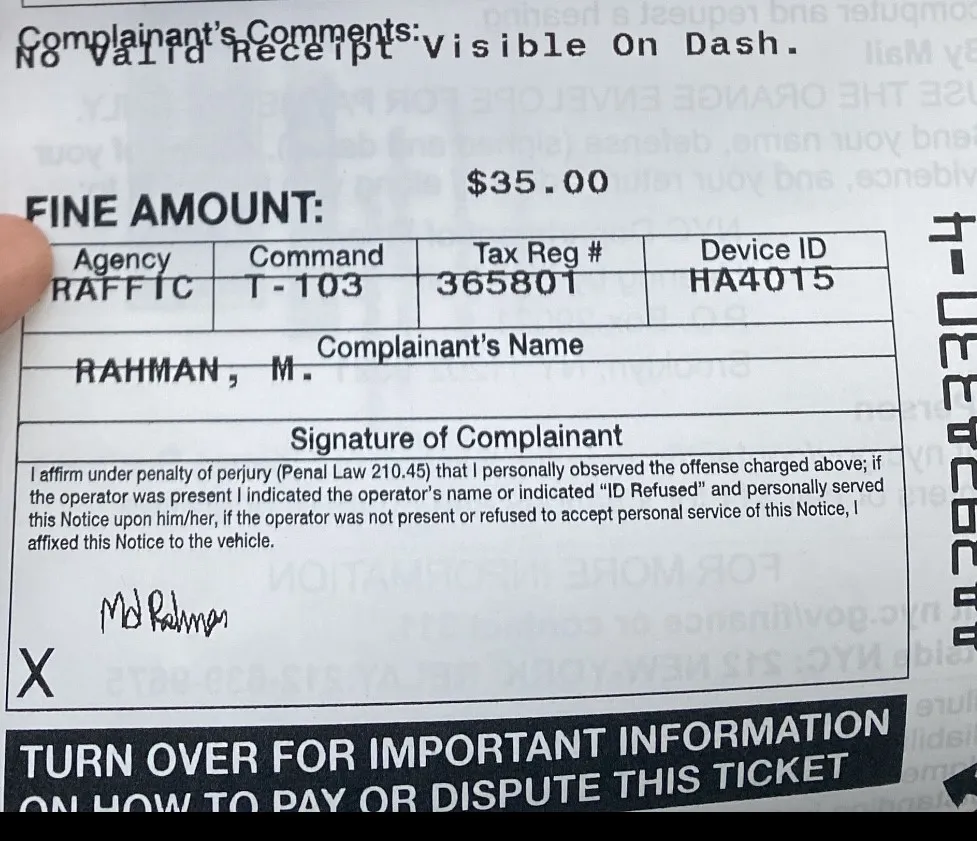 Complainant's Comments:
No Valid Receipt Visible On Dash.
$35.00
FINE AMOUNT:
Agency Command Tax Reg # Device ID
RAFFIC T-103 365801 HA4015
Complainant's Name
RAHMAN, M.
Signature of Complainant
I affirm under penalty of perjury (Penal Law 210.45) that I personally observed the offense charged above; if
the operator was present I indicated the operator's name or indicated “ID Refused” and personally served
this Notice upon him/her, if the operator was not present or refused to accept personal service of this Notice, I
affixed this Notice to the vehicle.
Md Rahman
X
TURN OVER FOR IMPORTANT INFORMATION
ON HOW TO PAY OR DISPUTE THIS TICKET